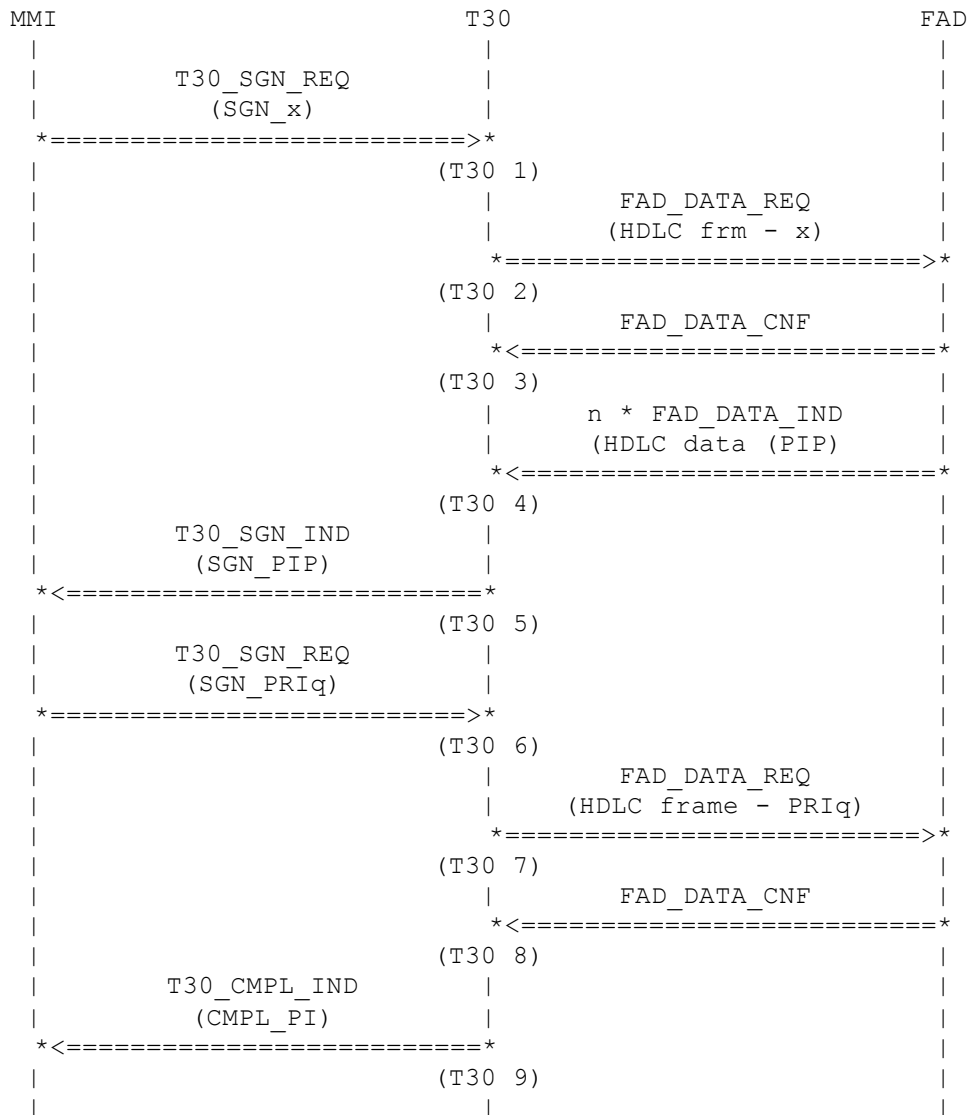 MMI T30 FAD
T30_SGN_REQ
(SGN_x)
(T30 1)
FAD_DATA_REQ
(HDLC frm - x)
(T30 2)
FAD_DATA_CNF
(T30 3)
n * FAD_DATA_IND
(HDLC data (PIP)
(T30 4)
T30_SGN_IND
(SGN_PIP)
(T30 5)
T30_SGN_REQ
(SGN_PRIq)
(T30 6)
FAD_DATA_REQ
(HDLC frame - PRIq)
(T30 7)
FAD_DATA_CNF
(T30 8)
T30_CMPL_IND
(CMPL_PI)
(T30 9)